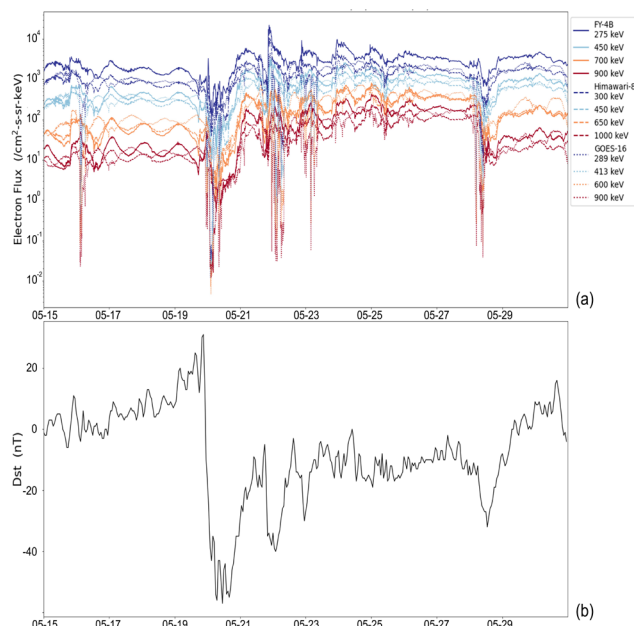 Electron Flux (/cm²-s-sr-keV)
10⁴
10³
10²
10¹
10⁰
10⁻¹
10⁻²
05-15 05-17 05-19 05-21 05-23 05-25 05-27 05-29
(a)
FY-4B
275 keV
450 keV
700 keV
900 keV
Himawari-8
300 keV
450 keV
650 keV
1000 keV
GOES-16
289 keV
413 keV
600 keV
900 keV
Dst (nT)
20
0
-20
-40
-60
05-15 05-17 05-19 05-21 05-23 05-25 05-27 05-29
(b)